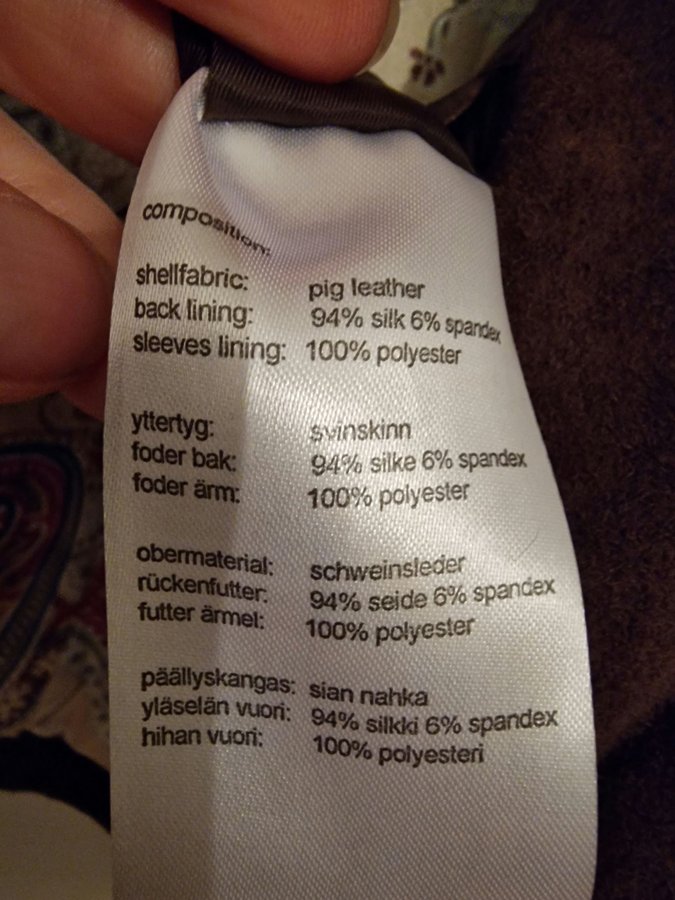 composition:
shellfabric: pig leather
back lining: 94% silk 6% spandex
sleeves lining: 100% polyester
yttertyg: svinskinn
foder bak: 94% silke 6% spandex
foder ärm: 100% polyester
obermaterial: schweinsleder
rückenfutter: 94% seide 6% spandex
futter ärmel: 100% polyester
päällyskangas: sian nahka
yläselän vuori: 94% silkki 6% spandex
hihan vuori: 100% polyesteri